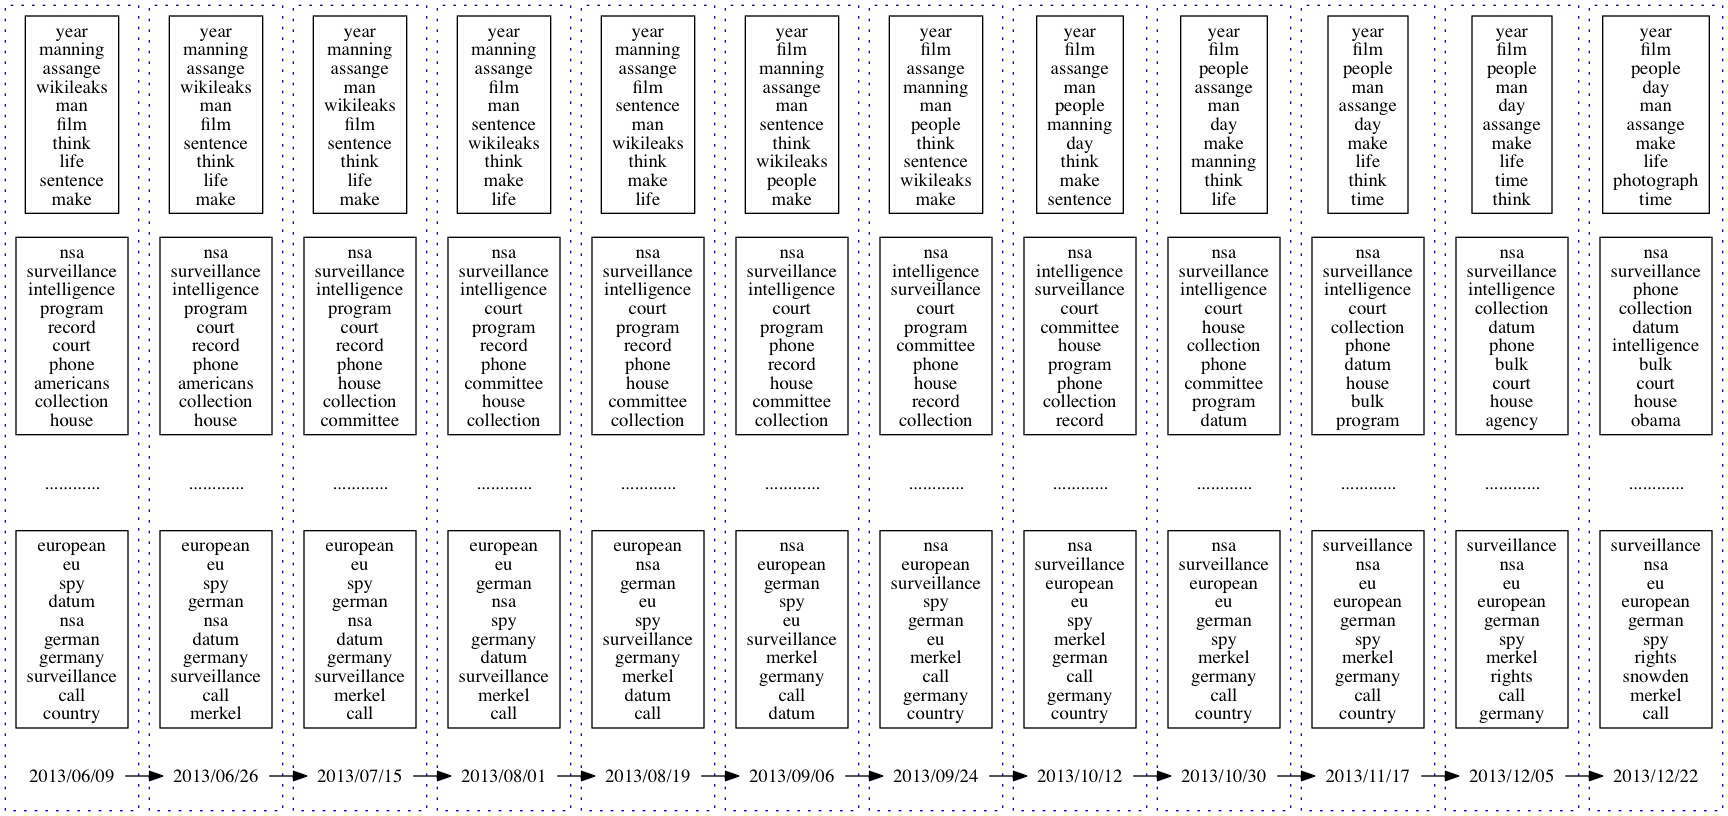 year
manning
assange
wikileaks
man
film
think
life
sentence
make
nsa
surveillance
intelligence
program
record
court
phone
americans
collection
house
............
european
eu
spy
datum
nsa
german
germany
surveillance
call
country
2013/06/09
year
manning
assange
wikileaks
man
film
sentence
think
life
make
nsa
surveillance
intelligence
program
court
record
phone
americans
collection
house
............
european
eu
spy
german
nsa
datum
germany
surveillance
call
merkel
2013/06/26
year
manning
assange
man
wikileaks
film
sentence
think
life
make
nsa
surveillance
intelligence
program
court
record
phone
house
collection
committee
............
european
eu
spy
german
nsa
datum
germany
surveillance
merkel
call
2013/07/15
year
manning
assange
film
man
sentence
wikileaks
think
make
life
nsa
surveillance
intelligence
court
program
record
phone
committee
house
collection
............
european
eu
german
nsa
spy
germany
datum
surveillance
merkel
call
2013/08/01
year
manning
assange
film
sentence
man
wikileaks
think
make
life
nsa
surveillance
intelligence
court
program
record
phone
house
committee
collection
............
european
nsa
german
eu
spy
surveillance
germany
merkel
datum
call
2013/08/19
year
film
manning
assange
man
sentence
think
wikileaks
people
make
nsa
surveillance
intelligence
court
program
phone
record
house
committee
collection
............
nsa
european
german
spy
eu
surveillance
merkel
germany
call
datum
2013/09/06
year
film
assange
manning
man
people
think
sentence
wikileaks
make
nsa
intelligence
surveillance
court
program
committee
phone
house
record
collection
............
nsa
european
surveillance
spy
german
eu
merkel
call
germany
country
2013/09/24
year
film
assange
man
people
manning
day
think
make
sentence
nsa
intelligence
surveillance
court
committee
house
program
phone
collection
record
............
nsa
surveillance
european
eu
spy
merkel
german
call
germany
country
2013/10/12
year
film
people
assange
man
day
make
manning
think
life
nsa
surveillance
intelligence
court
house
collection
phone
committee
program
datum
............
nsa
surveillance
european
eu
german
spy
merkel
germany
call
country
2013/10/30
year
film
people
man
assange
day
make
life
think
time
nsa
surveillance
intelligence
court
collection
phone
datum
house
bulk
program
............
surveillance
nsa
eu
european
german
spy
merkel
germany
call
country
2013/11/17
year
film
people
man
day
assange
make
life
time
think
nsa
surveillance
intelligence
collection
datum
phone
bulk
court
house
agency
............
surveillance
nsa
eu
european
german
spy
merkel
rights
call
germany
2013/12/05
year
film
people
day
man
assange
make
life
photograph
time
nsa
surveillance
phone
collection
datum
intelligence
bulk
court
house
obama
............
surveillance
nsa
eu
european
german
spy
rights
snowden
merkel
call
2013/12/22